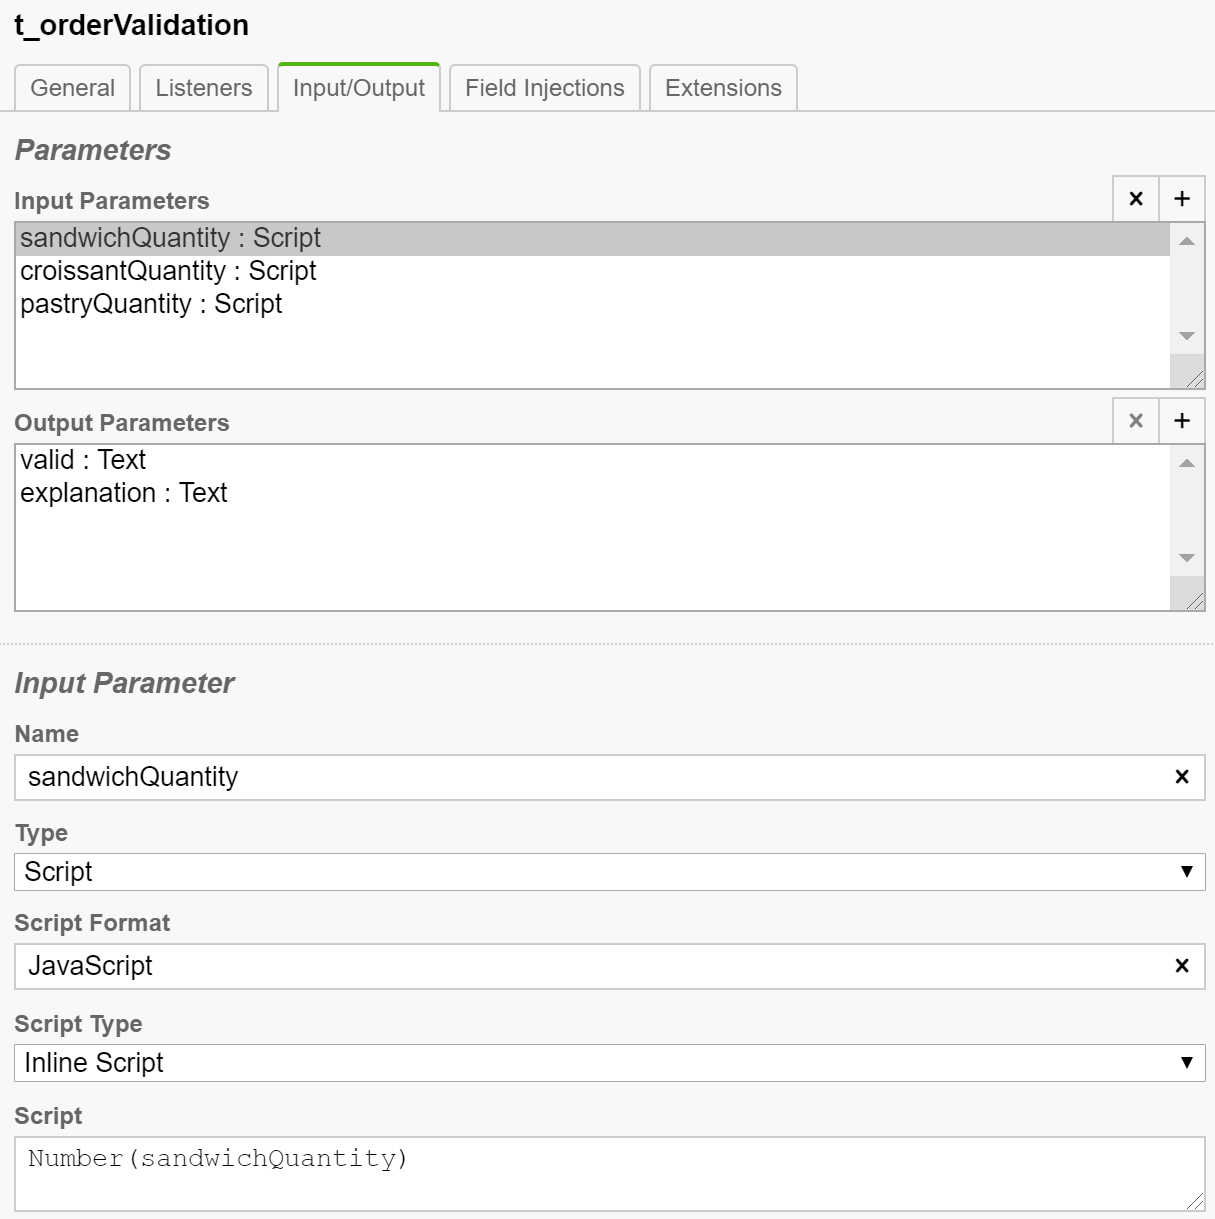 t_orderValidation
General Listeners Input/Output Field Injections Extensions
Parameters
Input Parameters
sandwichQuantity : Script
croissantQuantity : Script
pastryQuantity : Script
Output Parameters
valid : Text
explanation : Text
Input Parameter
Name
sandwichQuantity
Type
Script
Script Format
JavaScript
Script Type
Inline Script
Script
Number(sandwichQuantity)